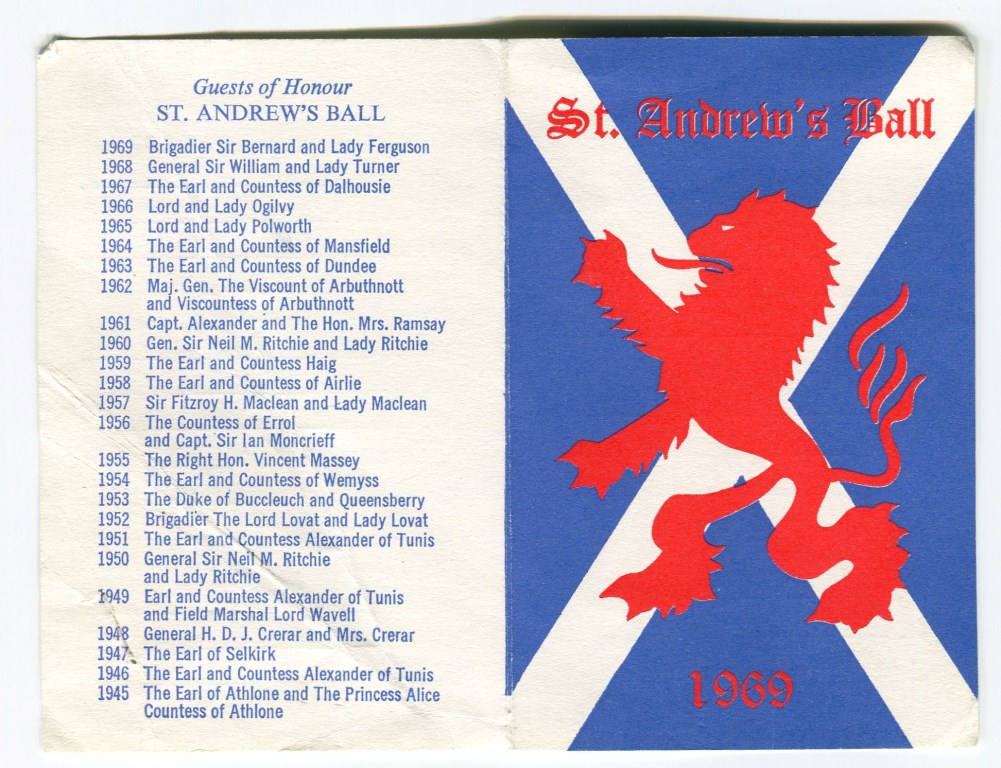 Guests of Honour
ST. ANDREW'S BALL
1969 Brigadier Sir Bernard and Lady Ferguson
1968 General Sir William and Lady Turner
1967 The Earl and Countess of Dalhousie
1966 Lord and Lady Ogilvy
1965 Lord and Lady Polworth
1964 The Earl and Countess of Mansfield
1963 The Earl and Countess of Dundee
1962 Maj. Gen. The Viscount of Arbuthnott
and Viscountess of Arbuthnott
1961 Capt. Alexander and The Hon. Mrs. Ramsay
1960 Gen. Sir Neil M. Ritchie and Lady Ritchie
1959 The Earl and Countess Haig
1958 The Earl and Countess of Airlie
1957 Sir Fitzroy H. Maclean and Lady Maclean
1956 The Countess of Errol
and Capt. Sir Ian Moncrieff
1955 The Right Hon. Vincent Massey
1954 The Earl and Countess of Wemyss
1953 The Duke of Buccleuch and Queensberry
1952 Brigadier The Lord Lovat and Lady Lovat
1951 The Earl and Countess Alexander of Tunis
1950 General Sir Neil M. Ritchie
and Lady Ritchie
1949 Earl and Countess Alexander of Tunis
and Field Marshal Lord Wavell
1948 General H. D. J. Crerar and Mrs. Crerar
1947 The Earl of Selkirk
1946 The Earl and Countess Alexander of Tunis
1945 The Earl of Athlone and The Princess Alice
Countess of Athlone
St. Andrew's Ball
1969